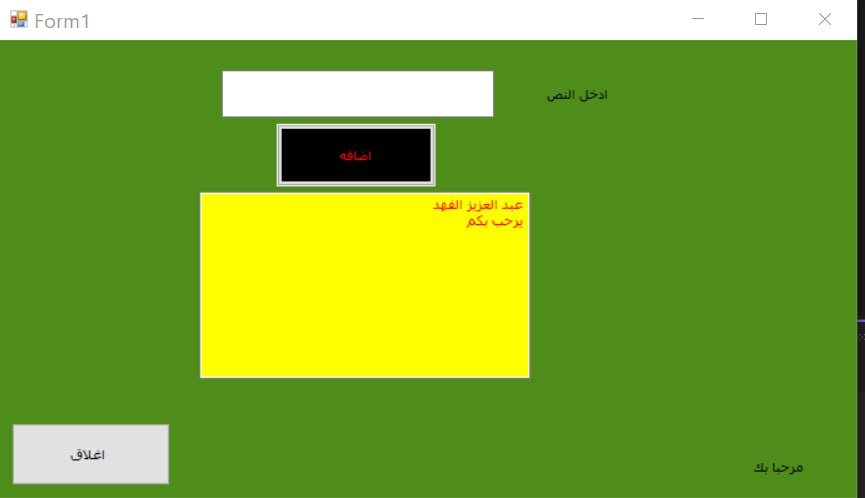 Form1
ادخل النص
اضافه
عبد العزيز الفهد
يرحب بكم
اغلاق
مرحبا بك